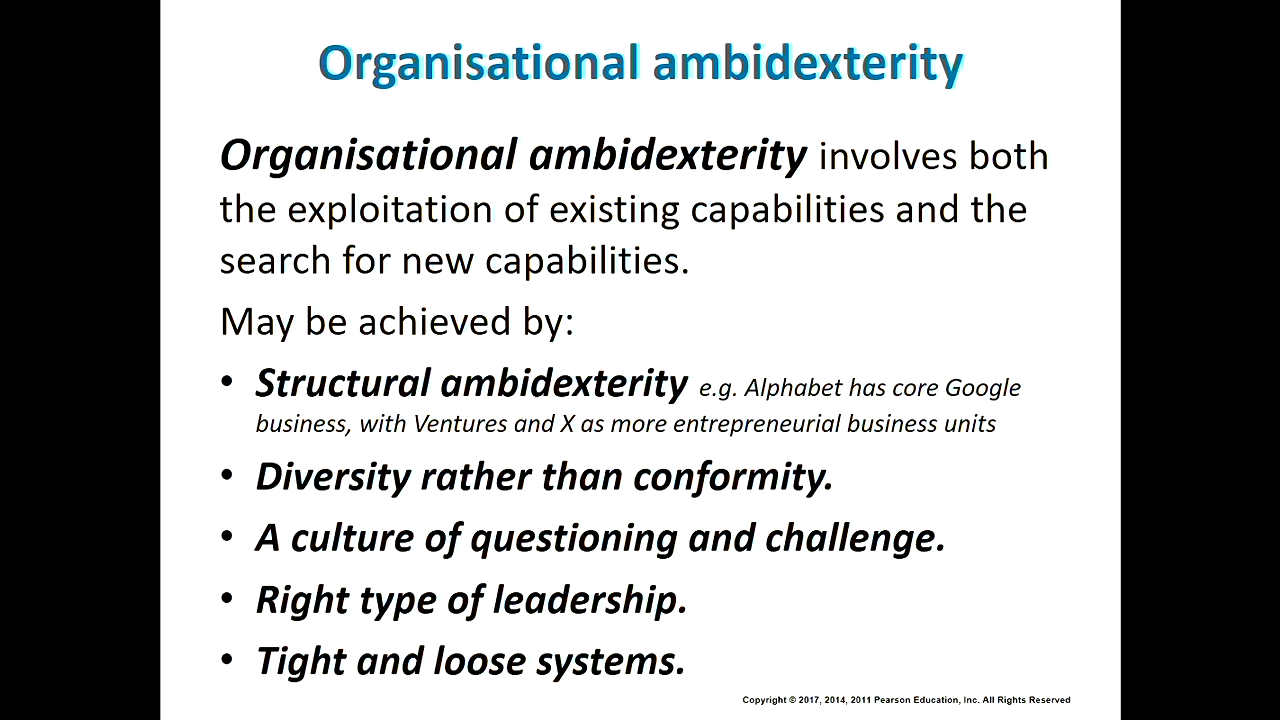 Organisational ambidexterity
Organisational ambidexterity involves both
the exploitation of existing capabilities and the
search for new capabilities.
May be achieved by:
• Structural ambidexterity e.g. Alphabet has core Google
business, with Ventures and X as more entrepreneurial business units
• Diversity rather than conformity.
• A culture of questioning and challenge.
• Right type of leadership.
• Tight and loose systems.
Copyright © 2017, 2014, 2011 Pearson Education, Inc. All Rights Reserved